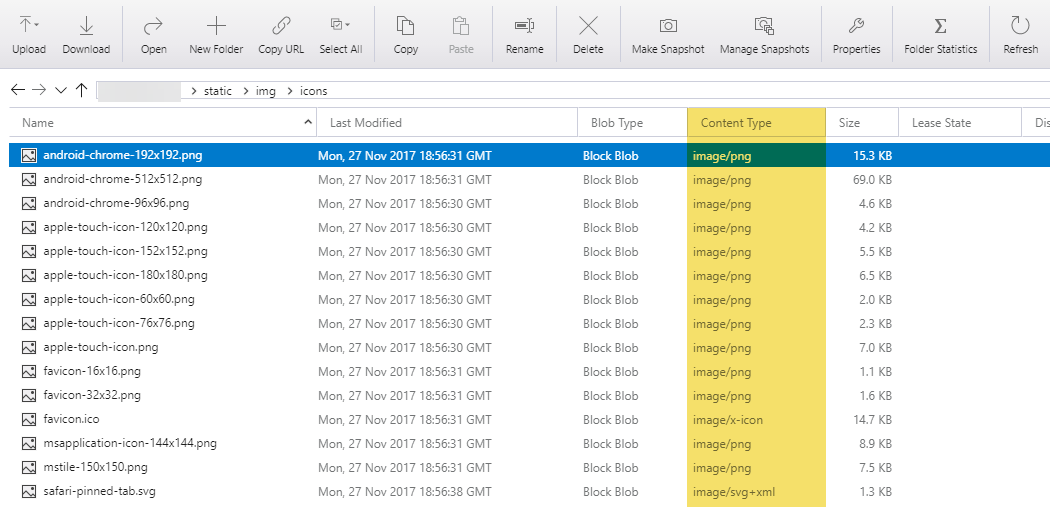 Upload Download Open New Folder Copy URL Select All Copy Paste Rename Delete Make Snapshot Manage Snapshots Properties Folder Statistics Refresh
static img icons
Name Last Modified Blob Type Content Type Size Lease State Dis
android-chrome-192x192.png Mon, 27 Nov 2017 18:56:31 GMT Block Blob image/png 15.3 KB
android-chrome-512x512.png Mon, 27 Nov 2017 18:56:31 GMT Block Blob image/png 69.0 KB
android-chrome-96x96.png Mon, 27 Nov 2017 18:56:31 GMT Block Blob image/png 4.6 KB
apple-touch-icon-120x120.png Mon, 27 Nov 2017 18:56:30 GMT Block Blob image/png 4.2 KB
apple-touch-icon-152x152.png Mon, 27 Nov 2017 18:56:30 GMT Block Blob image/png 5.5 KB
apple-touch-icon-180x180.png Mon, 27 Nov 2017 18:56:30 GMT Block Blob image/png 6.5 KB
apple-touch-icon-60x60.png Mon, 27 Nov 2017 18:56:30 GMT Block Blob image/png 2.0 KB
apple-touch-icon-76x76.png Mon, 27 Nov 2017 18:56:30 GMT Block Blob image/png 2.3 KB
apple-touch-icon.png Mon, 27 Nov 2017 18:56:30 GMT Block Blob image/png 7.0 KB
favicon-16x16.png Mon, 27 Nov 2017 18:56:31 GMT Block Blob image/png 1.1 KB
favicon-32x32.png Mon, 27 Nov 2017 18:56:31 GMT Block Blob image/png 1.6 KB
favicon.ico Mon, 27 Nov 2017 18:56:31 GMT Block Blob image/x-icon 14.7 KB
msapplication-icon-144x144.png Mon, 27 Nov 2017 18:56:31 GMT Block Blob image/png 8.9 KB
mstile-150x150.png Mon, 27 Nov 2017 18:56:31 GMT Block Blob image/png 7.5 KB
safari-pinned-tab.svg Mon, 27 Nov 2017 18:56:38 GMT Block Blob image/svg+xml 1.3 KB